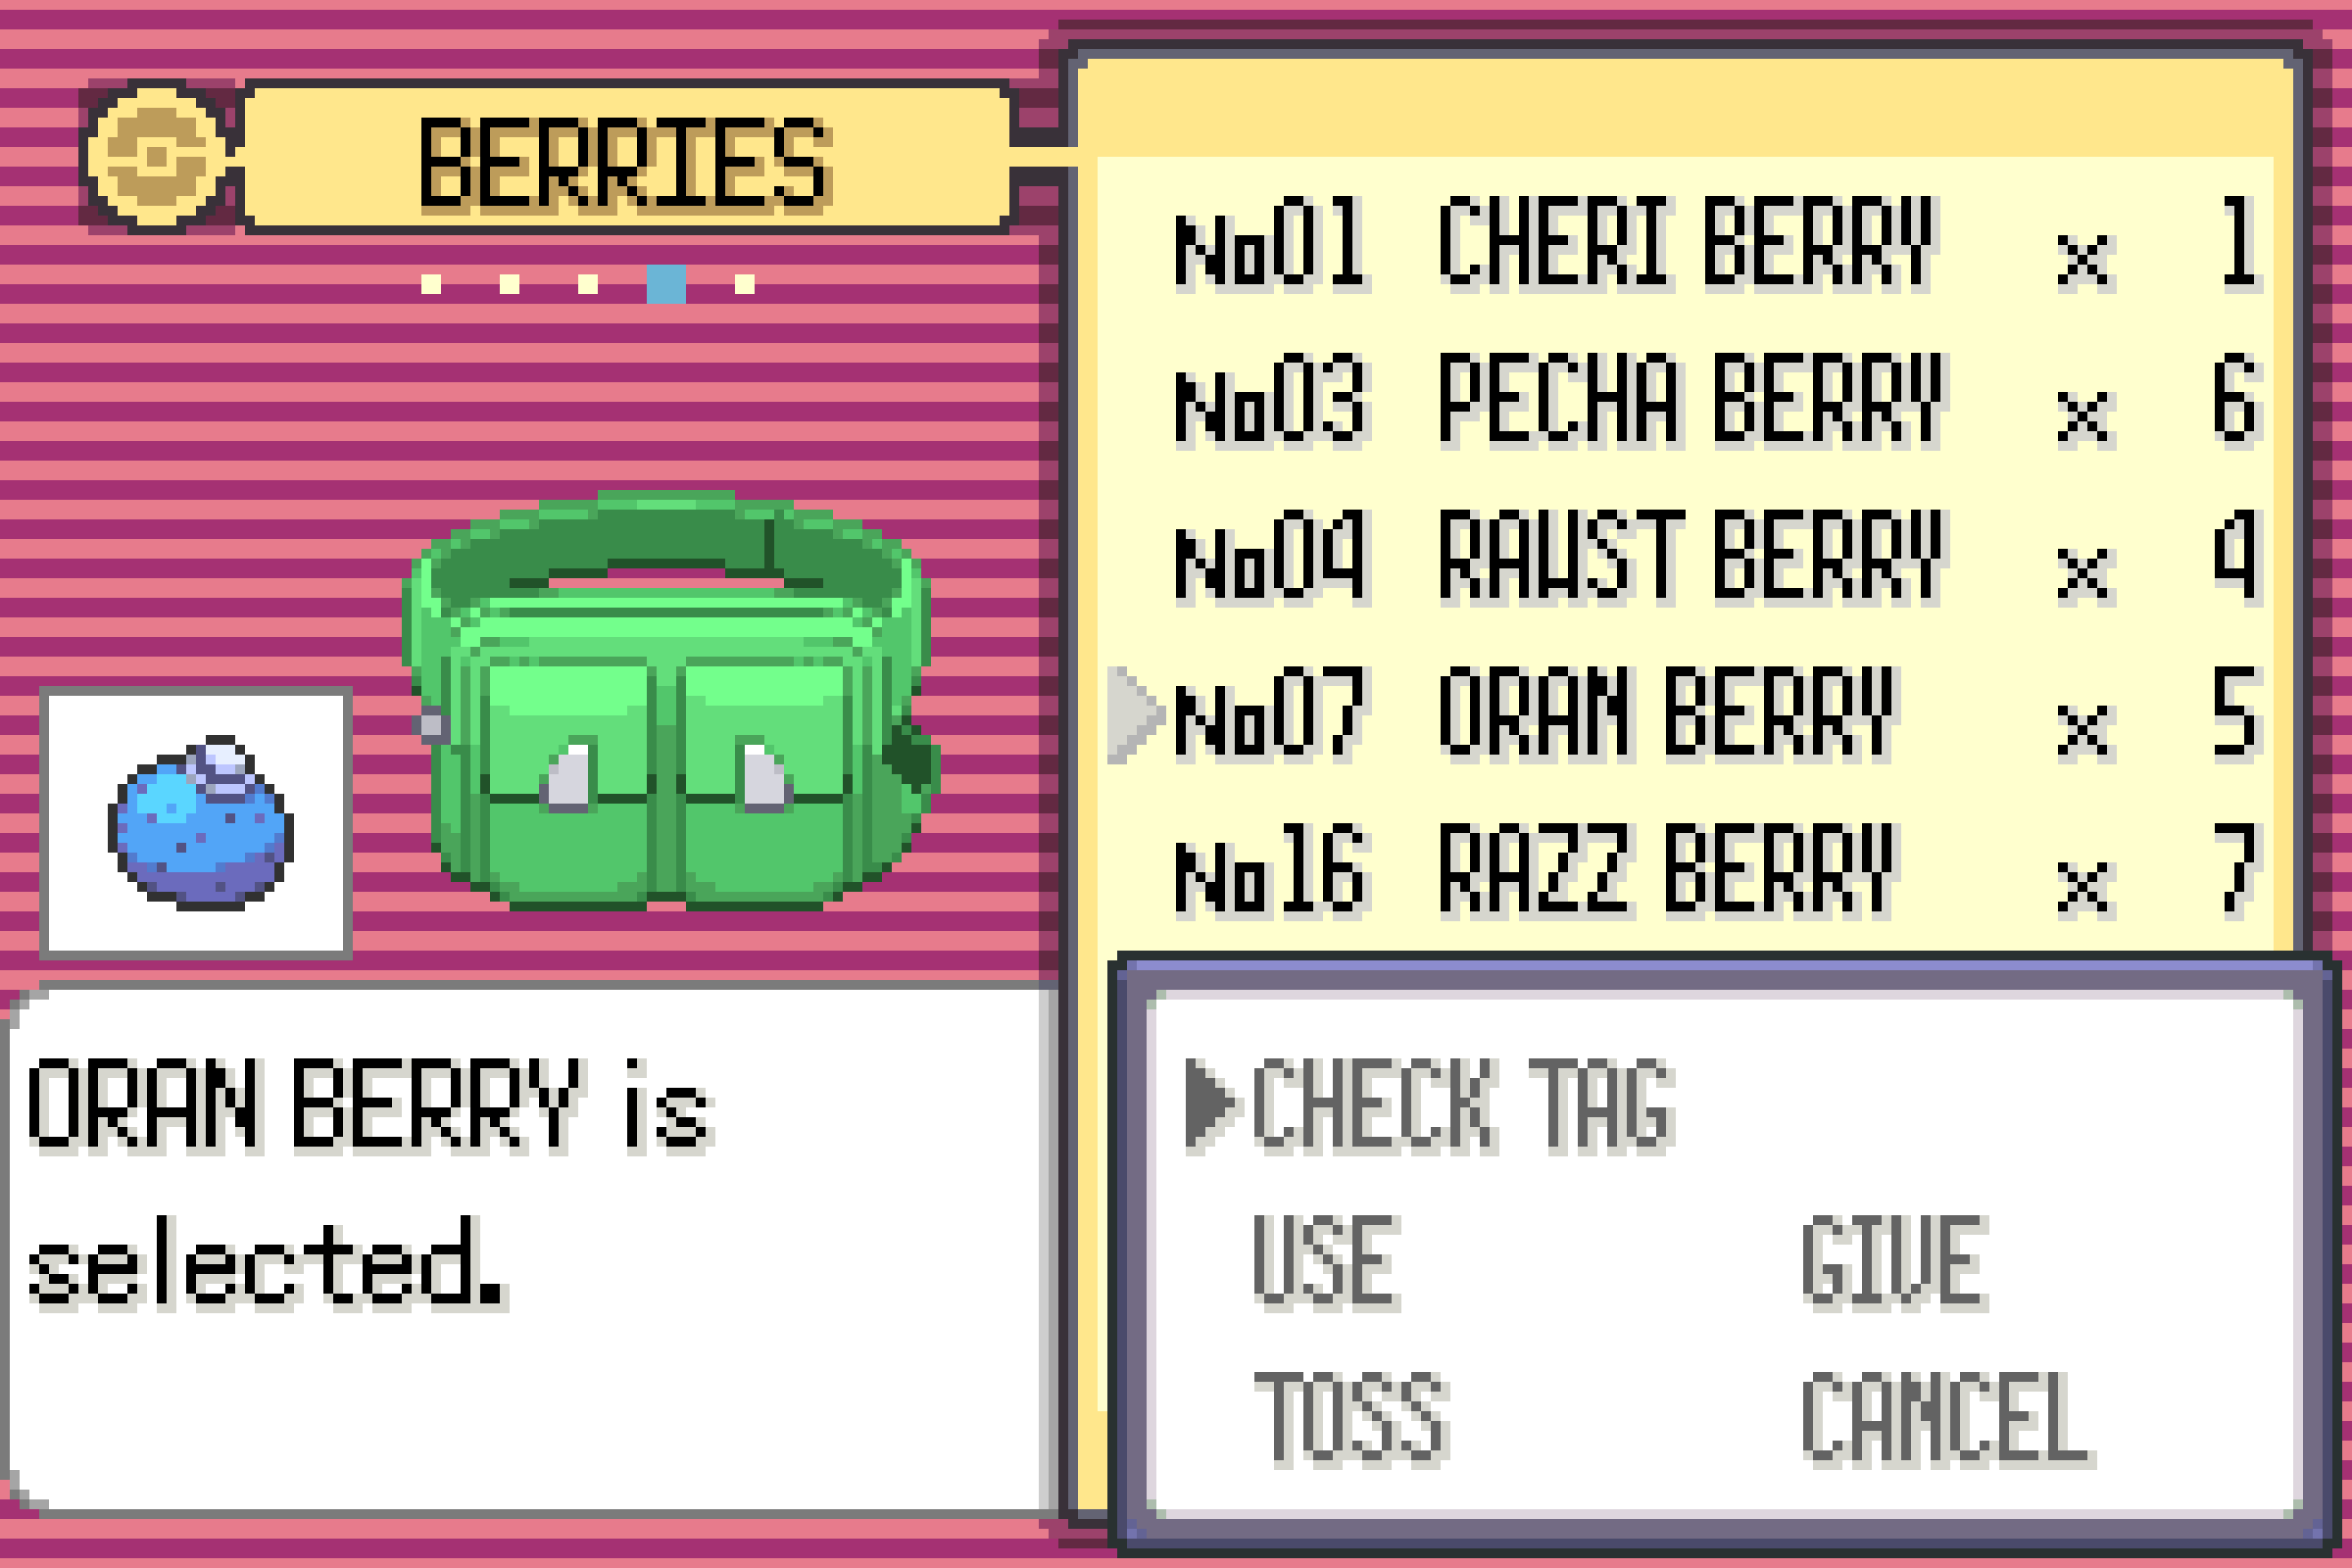 BERRIES
No01 CHERI BERRY x 1
No03 PECHA BERRY x 6
No04 RAWST BERRY x 4
No07 ORAN BERRY x 5
No16 RAZZ BERRY x 7
ORAN BERRY is
selected.
CHECK TAG
USE GIVE
TOSS CANCEL